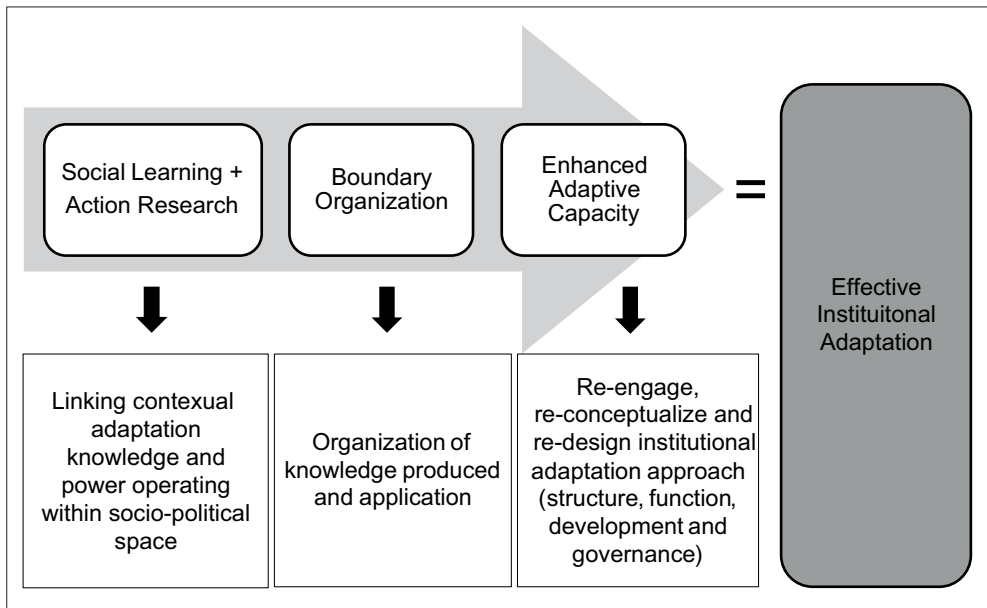 Social Learning +
Action Research
Boundary
Organization
Enhanced
Adaptive
Capacity
=
Effective
Instituitonal
Adaptation
Linking contexual
adaptation
knowledge and
power operating
within socio-political
space
Organization of
knowledge produced
and application
Re-engage,
re-conceptualize and
re-design institutional
adaptation approach
(structure, function,
development and
governance)